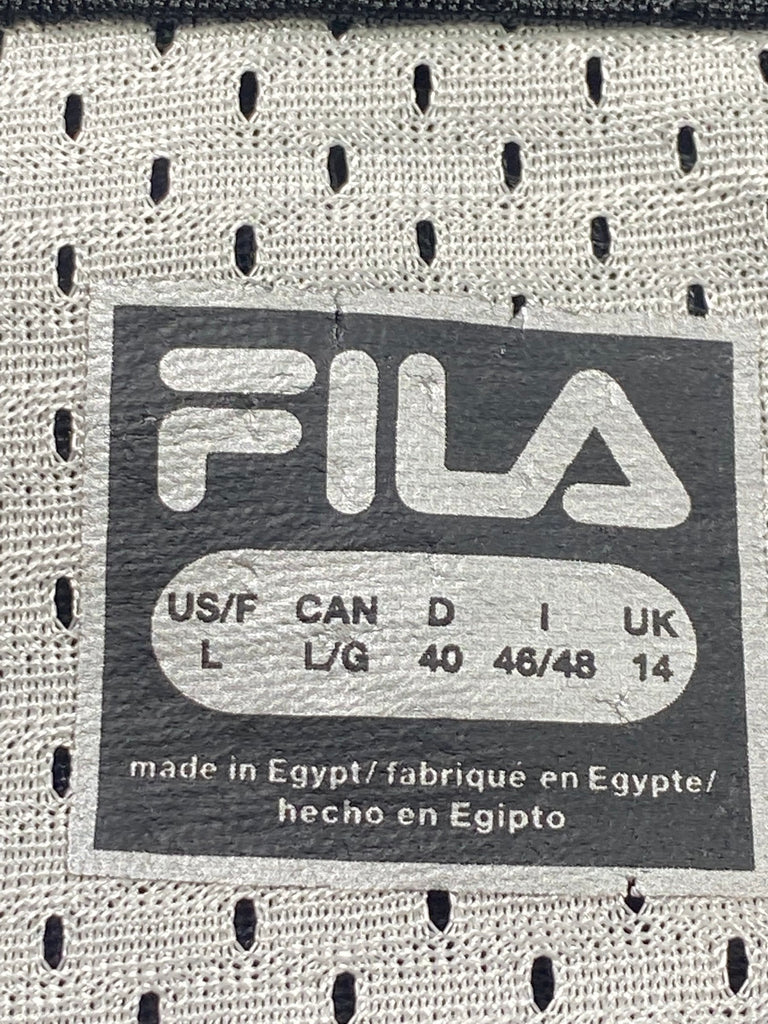 FILA
US/F CAN D I UK
L L/G 40 46/48 14
made in Egypt/fabriqué en Egypte/
hecho en Egipto